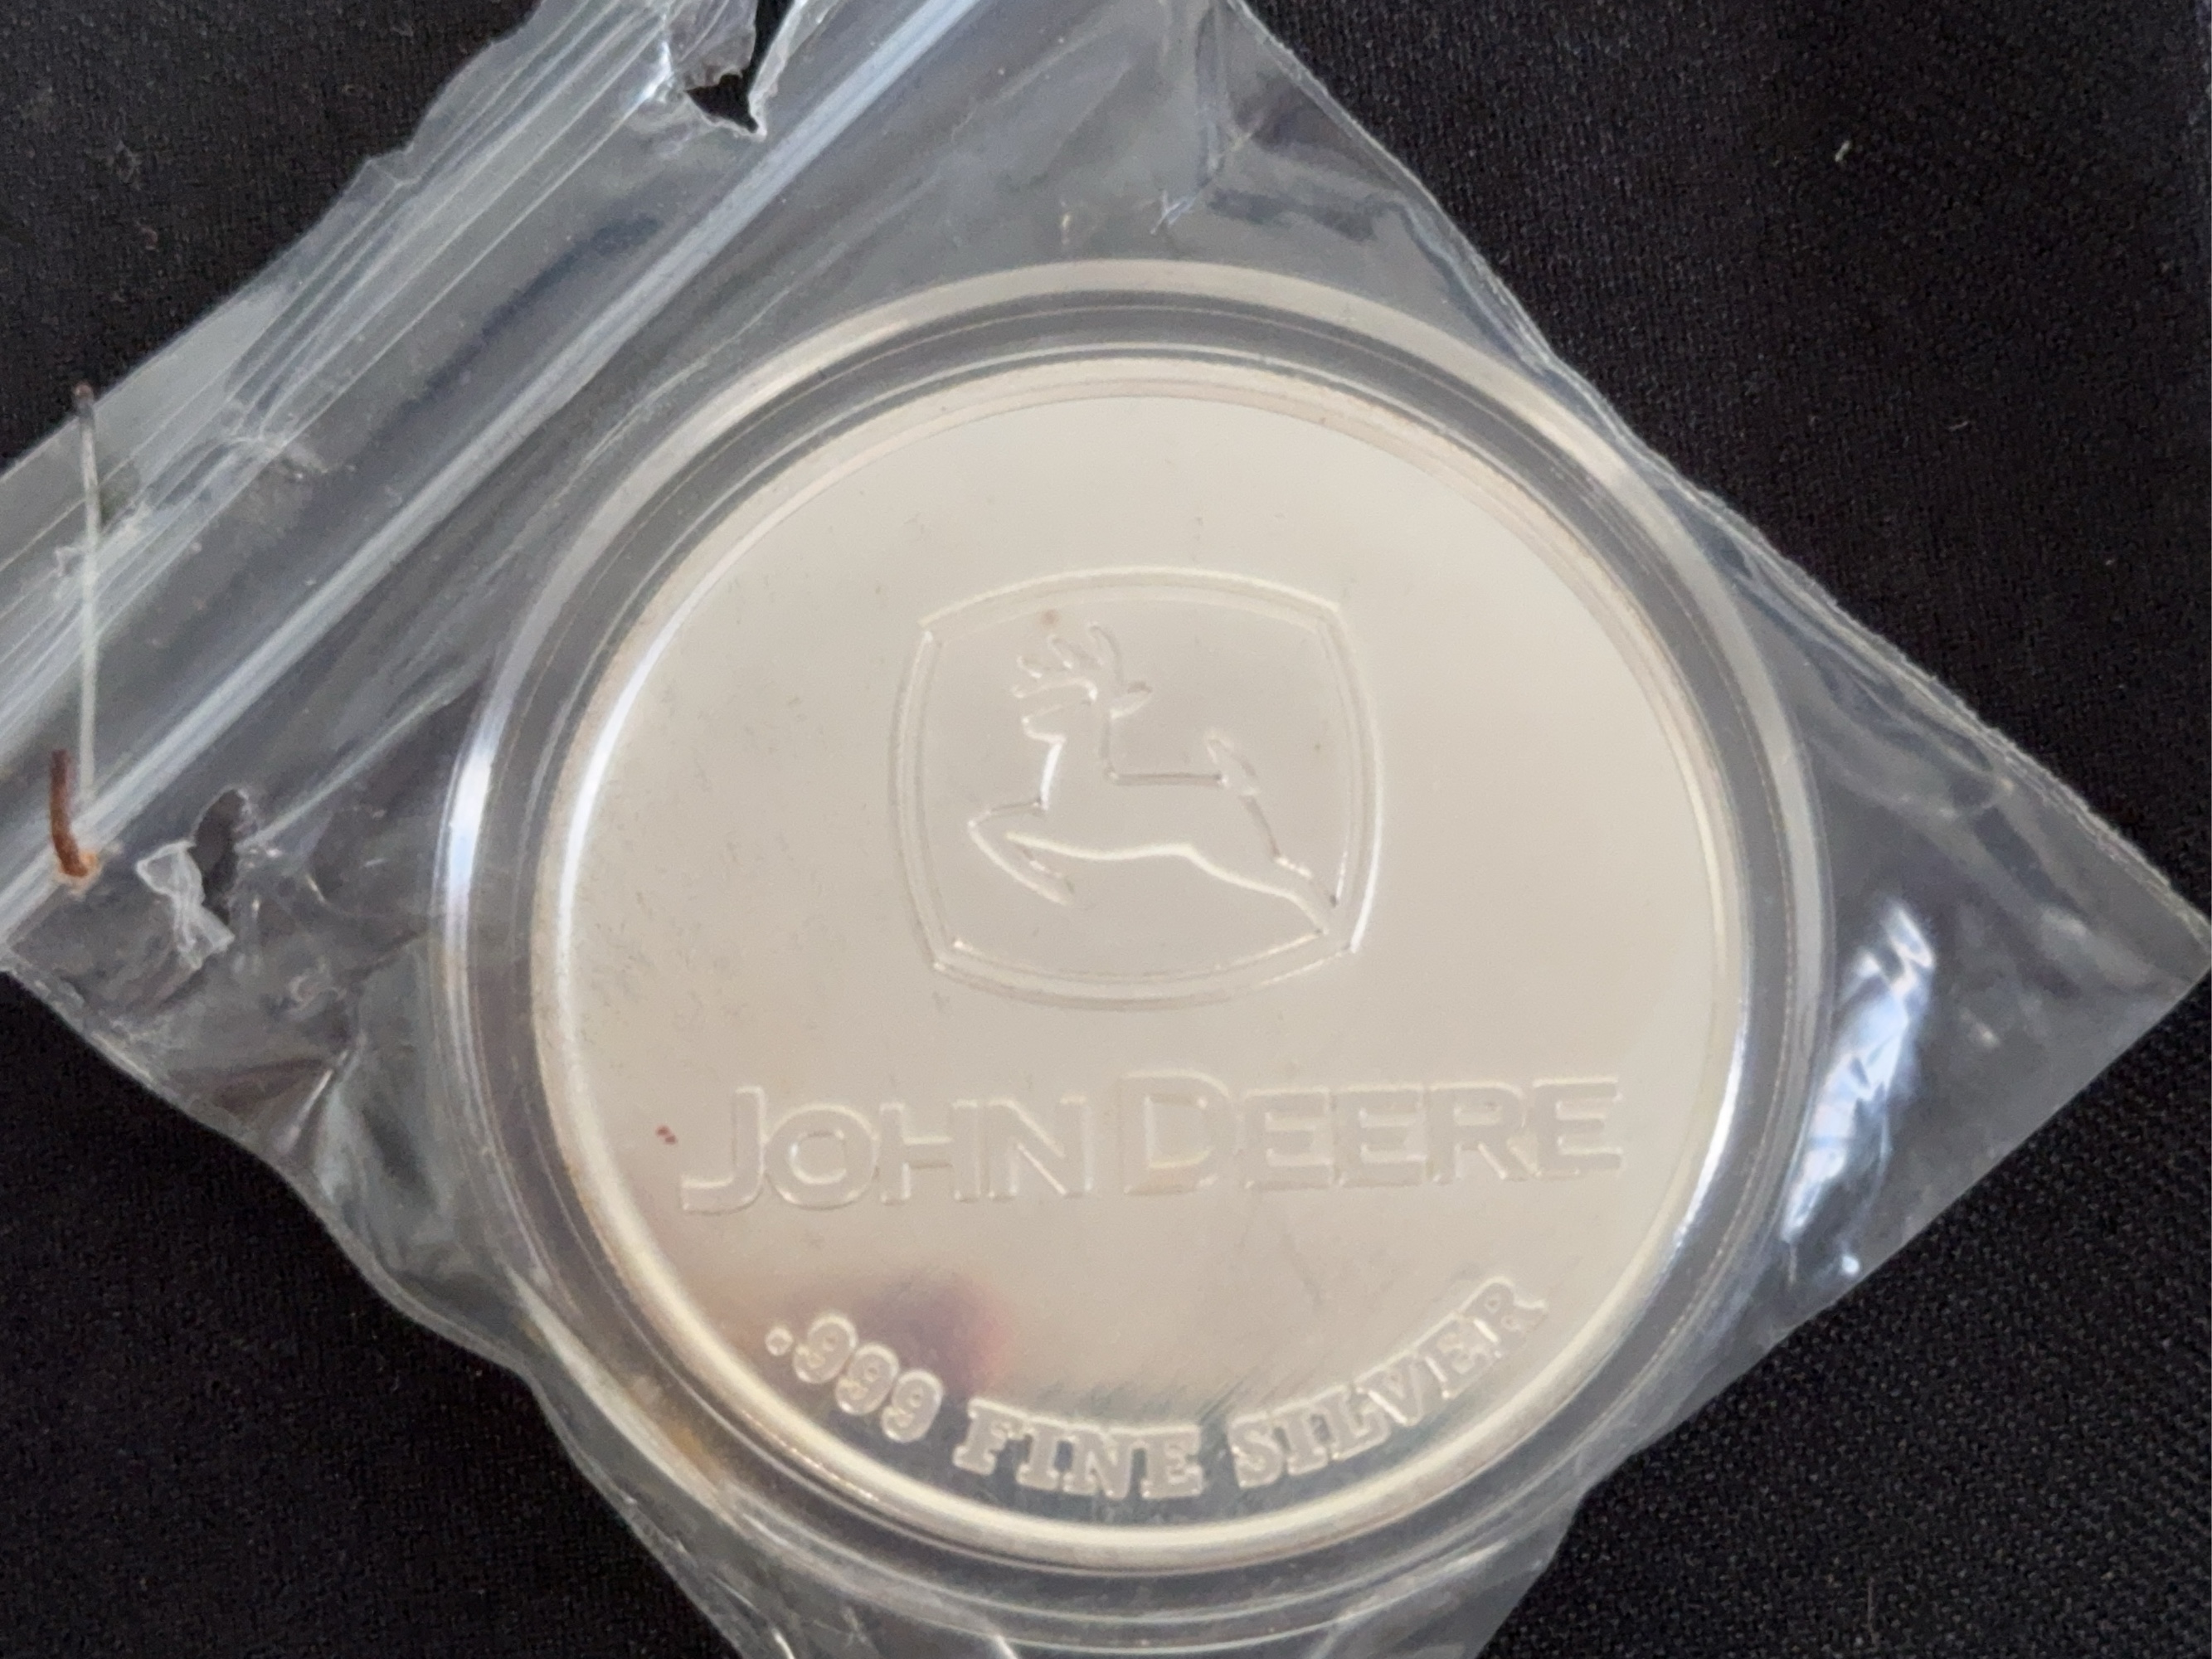 JOHN DEERE
.999 FINE SILVER